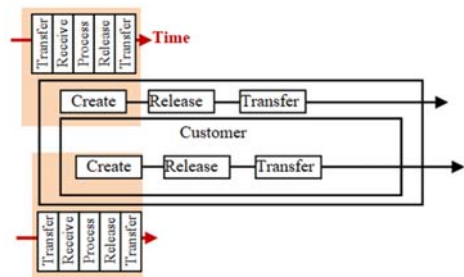 Transfer
Receive
Process
Release
Transfer
Time
Create Release Transfer
Customer
Create Release Transfer
Transfer
Receive
Process
Release
Transfer